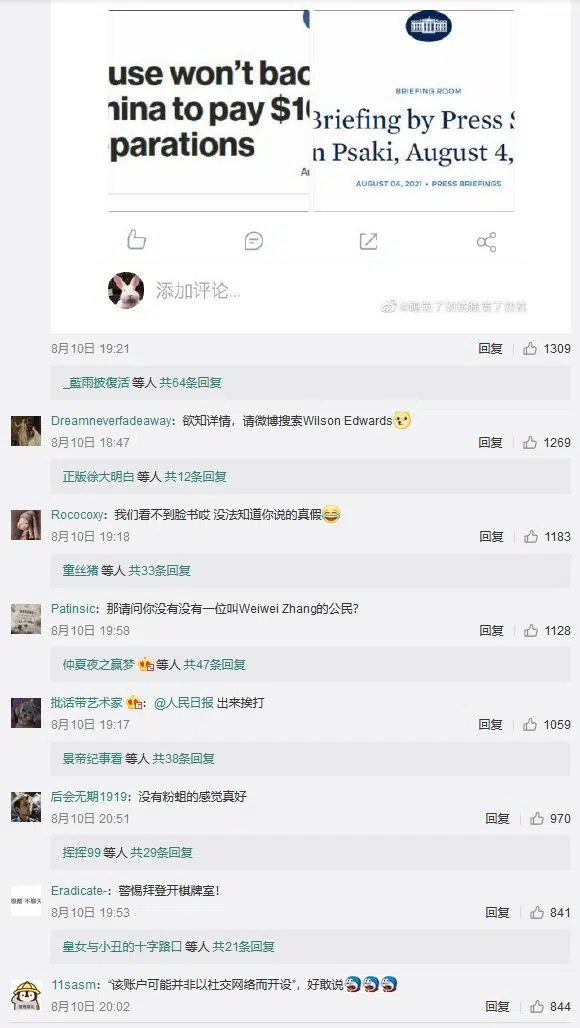 use won't bac
hina to pay $10
parations
BRIEFING ROOM
Briefing by Press S
n Psaki, August 4,
AUGUST 04, 2021 • PRESS BRIEFINGS
添加评论...
8月10日 19:21 回复 1309
_藍雨披復活 等人 共64条回复
Dreamneverfadeaway：欲知详情，请微博搜索Wilson Edwards
8月10日 18:47 回复 1269
正版徐大明白 等人 共12条回复
Rococoxy：我们看不到脸书哎 没法知道你说的真假
8月10日 19:18 回复 1183
童丝猪 等人 共33条回复
Patinsic：那请问你没有没有一位叫Weiwei Zhang的公民？
8月10日 19:58 回复 1128
仲夏夜之赢梦 等人 共47条回复
批话带艺术家：@人民日报 出来挨打
8月10日 19:17 回复 1059
景帝纪事看 等人 共38条回复
后会无期1919：没有粉蛆的感觉真好
8月10日 20:51 回复 970
挥挥99 等人 共29条回复
Eradicate-：警惕拜登开棋牌室！
8月10日 19:53 回复 841
皇女与小丑的十字路口 等人 共21条回复
11sasm：“该账户可能并非以社交网络而开设”，好敢说
8月10日 20:02 回复 844